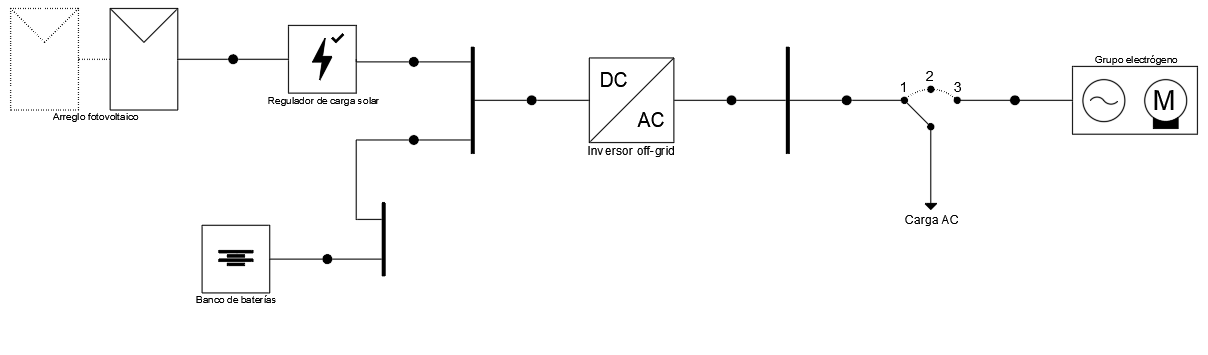 Arreglo fotovoltaico
Regulador de carga solar
Banco de baterías
DC
AC
Inversor off-grid
1
2
3
Carga AC
Grupo electrógeno
M